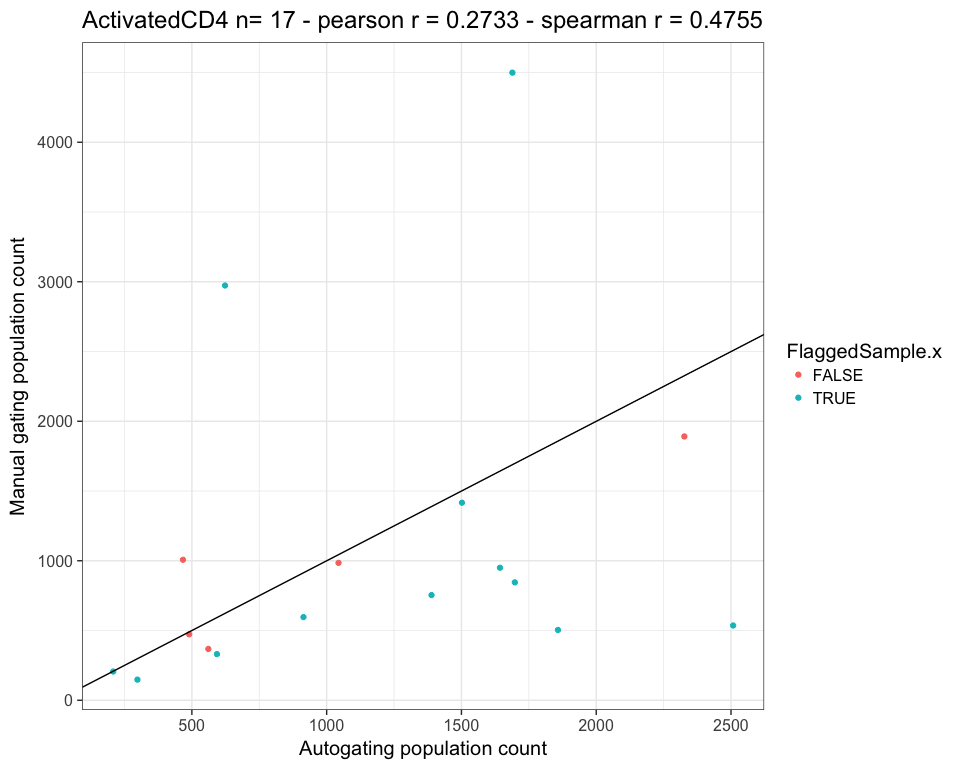 ActivatedCD4 n= 17 - pearson r = 0.2733 - spearman r = 0.4755
Manual gating population count
4000
3000
2000
1000
0
500
1000
1500
2000
2500
Autogating population count
FlaggedSample.x
FALSE
TRUE